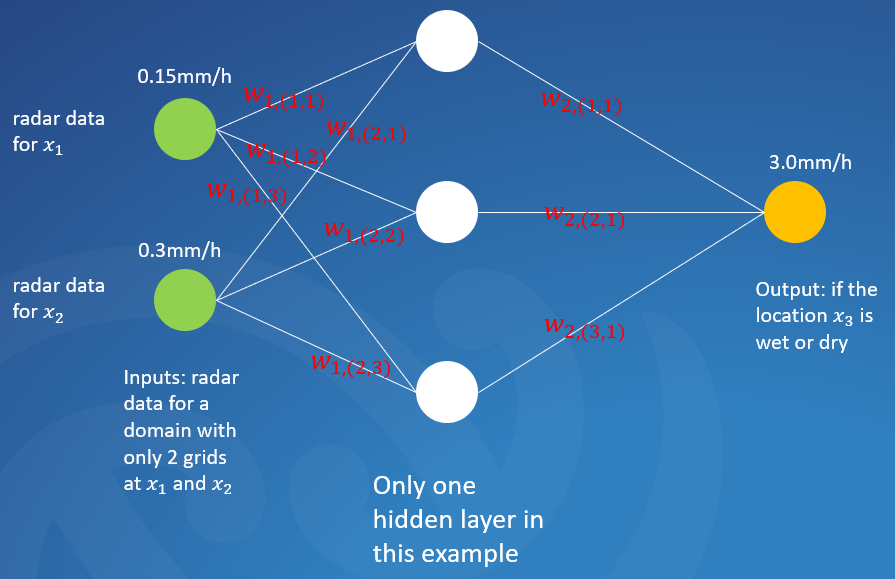 0.15mm/h
radar data
for x₁
w₁,(1,1)
w₂,(1,1)
w₁,(2,1)
w₁,(1,2)
3.0mm/h
w₁,(1,3)
w₂,(2,1)
w₁,(2,2)
0.3mm/h
radar data
for x₂
Output: if the
location x₃ is
wet or dry
w₂,(3,1)
w₁,(2,3)
Inputs: radar
data for a
domain with
only 2 grids
at x₁ and x₂
Only one
hidden layer in
this example